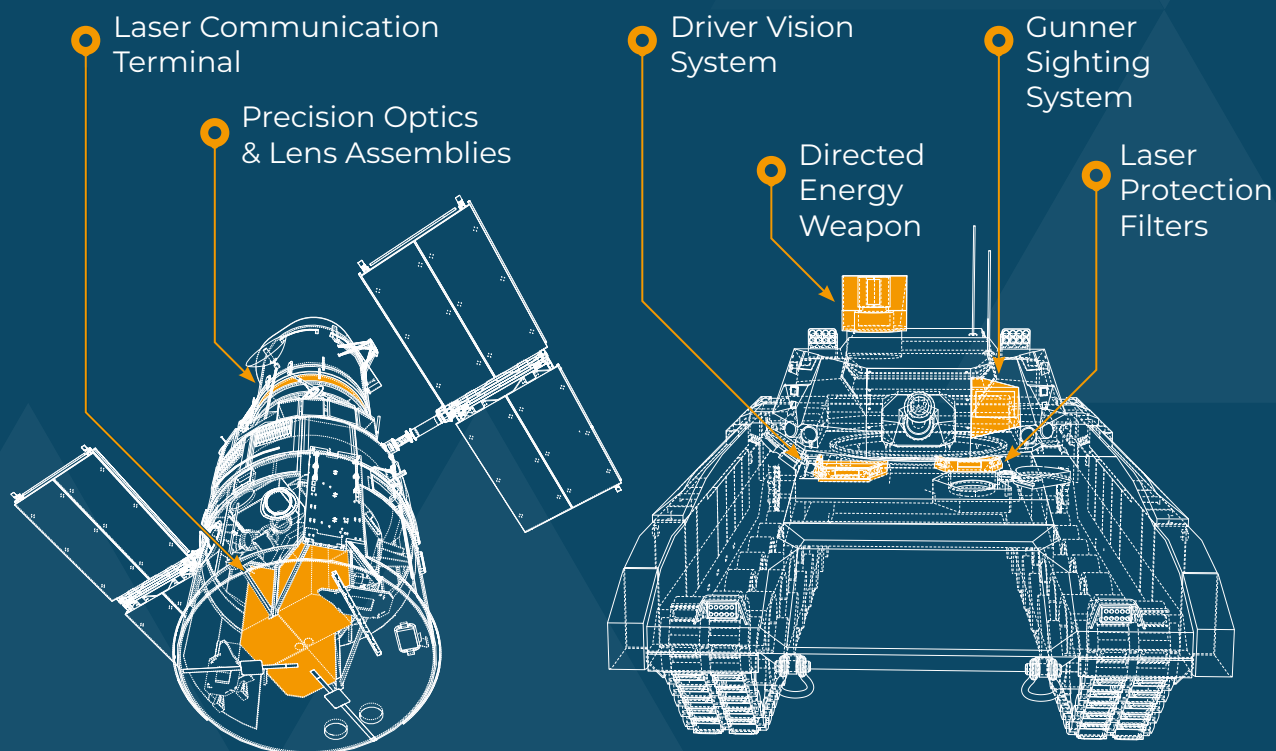 Laser Communication
Terminal
Precision Optics
& Lens Assemblies
Driver Vision
System
Directed
Energy
Weapon
Gunner
Sighting
System
Laser
Protection
Filters